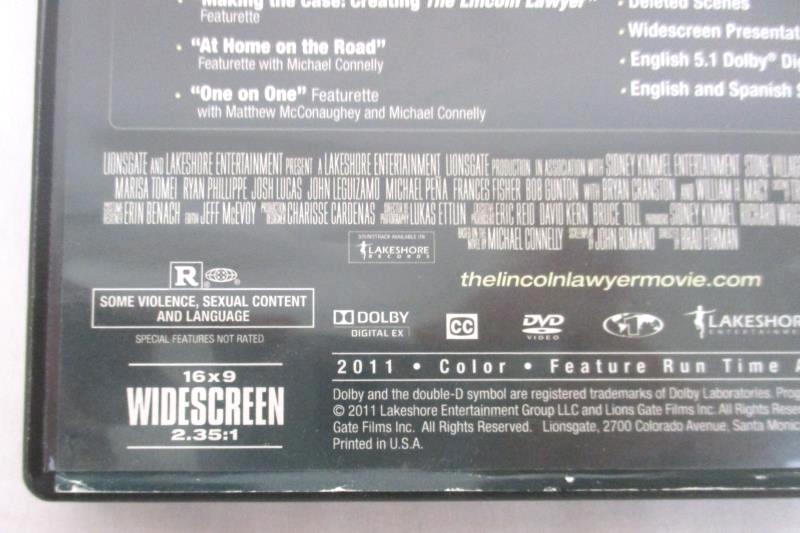 "Making the Case: Creating The Lincoln Lawyer"
Featurette
• "At Home on the Road"
Featurette with Michael Connelly
• "One on One" Featurette
with Matthew McConaughey and Michael Connelly
• Deleted Scenes
• Widescreen Presentat
• English 5.1 Dolby® Dig
• English and Spanish S
LIONSGATE AND LAKESHORE ENTERTAINMENT PRESENT A LAKESHORE ENTERTAINMENT LIONSGATE PRODUCTION IN ASSOCIATION WITH SIDNEY KIMMEL ENTERTAINMENT STONE VILLAGE
MARISA TOMEI RYAN PHILLIPPE JOSH LUCAS JOHN LEGUIZAMO MICHAEL PEÑA FRANCES FISHER BOB GUNTON WITH BRYAN CRANSTON AND WILLIAM H. MACY
ERIN BENACH JEFF McEVOY CHARISSE CARDENAS LUKAS ETTLIN ERIC REID DAVID KERN BRUCE TOLL SIDNEY KIMMEL
MICHAEL CONNELLY JOHN ROMANO BRAD FURMAN
SOUNDTRACK AVAILABLE ON
LAKESHORE
RECORDS
thelincolnlawyermovie.com
R
SOME VIOLENCE, SEXUAL CONTENT
AND LANGUAGE
SPECIAL FEATURES NOT RATED
DOLBY
DIGITAL EX
CC
DVD
VIDEO
LAKESHOR
ENTERTAINME
16x9
WIDESCREEN
2.35:1
2011 • Color • Feature Run Time A
Dolby and the double-D symbol are registered trademarks of Dolby Laboratories. Prog
© 2011 Lakeshore Entertainment Group LLC and Lions Gate Films Inc. All Rights Rese
Gate Films Inc. All Rights Reserved. Lionsgate, 2700 Colorado Avenue, Santa Monic
Printed in U.S.A.